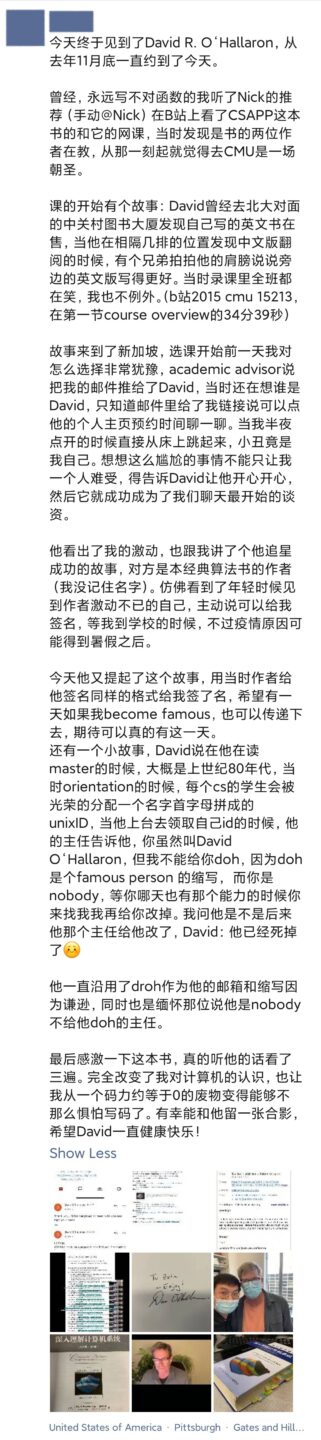 今天终于见到了David R. O‘Hallaron，从
去年11月底一直约到了今天。
曾经，永远写不对函数的我听了Nick的推
荐（手动@Nick）在B站上看了CSAPP这本
书的和它的网课，当时发现是书的两位作
者在教，从那一刻起就觉得去CMU是一场
朝圣。
课的开始有个故事：David曾经去北大对面
的中关村图书大厦发现自己写的英文书在
售，当他在相隔几排的位置发现中文版翻
阅的时候，有个兄弟拍拍他的肩膀说说旁
边的英文版写得更好。当时录课里全班都
在笑，我也不例外。（b站2015 cmu 15213，
在第一节course overview的34分39秒）
故事来到了新加坡，选课开始前一天我对
怎么选择非常犹豫，academic advisor说
把我的邮件推给了David，当时还在想谁是
David，只知道邮件里给了我链接说可以点
他的个人主页预约时间聊一聊。当我半夜
点开的时候直接从床上跳起来，小丑竟是
我自己。想想这么尴尬的事情不能只让我
一个人难受，得告诉David让他开心开心，
然后它就成功成为了我们聊天最开始的谈
资。
他看出了我的激动，也跟我讲了个他追星
成功的故事，对方是本经典算法书的作者
（我没记住名字）。仿佛看到了年轻时候见
到作者激动不已的自己，主动说可以给我
签名，等我到学校的时候，不过疫情原因可
能得到暑假之后。
今天他又提起了这个故事，用当时作者给
他签名同样的格式给我签了名，希望有一
天如果我become famous，也可以传递下
去，期待可以真的有这一天。
还有一个小故事，David说在他在读
master的时候，大概是上世纪80年代，当
时orientation的时候，每个cs的学生会被
光荣的分配一个名字首字母拼成的
unixID，当他上台去领取自己id的时候，他
的主任告诉他，你虽然叫David
O‘Hallaron，但我不能给你doh，因为doh
是个famous person 的缩写，而你是
nobody，等你哪天也有那个能力的时候你
来找我我再给你改掉。我问他是不是后来
他那个主任给他改了，David：他已经死掉
了
他一直沿用了droh作为他的邮箱和缩写因
为谦逊，同时也是缅怀那位说他是nobody
不给他doh的主任。
最后感激一下这本书，真的听他的话看了
三遍。完全改变了我对计算机的认识，也让
我从一个码力约等于0的废物变得能够不
那么惧怕写码了。有幸能和他留一张合影，
希望David一直健康快乐！
Show Less
深入理解计算机系统
United States of America · Pittsburgh · Gates and Hill...